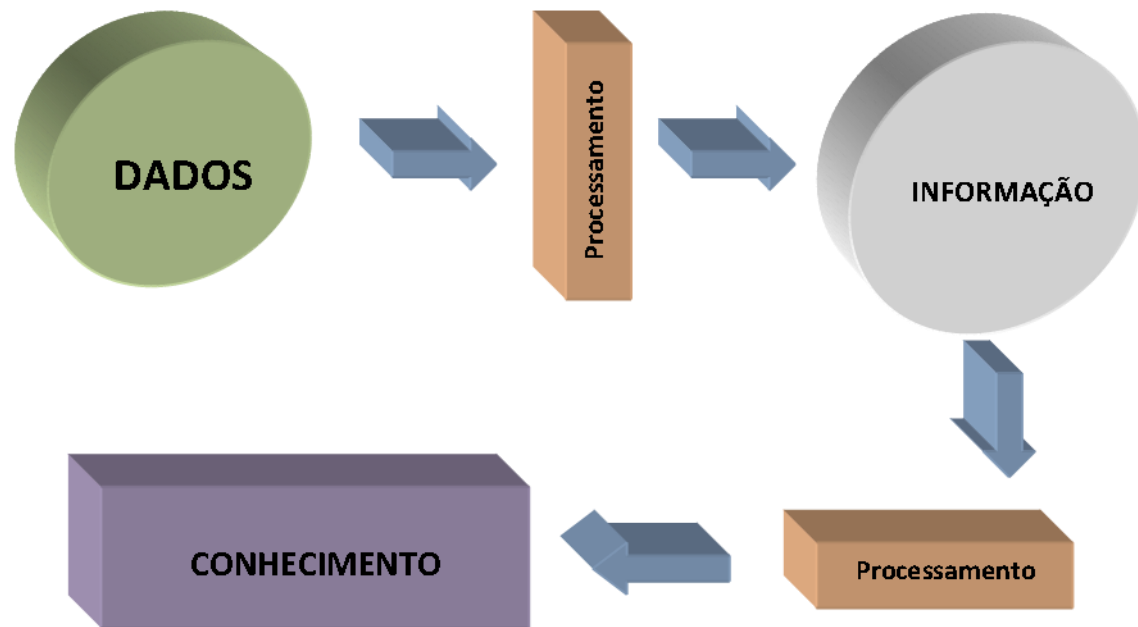 DADOS
Processamento
INFORMAÇÃO
Processamento
CONHECIMENTO